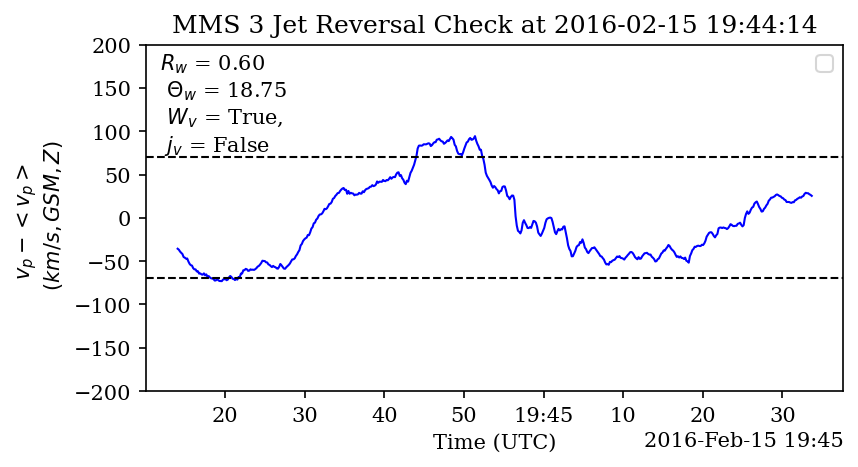 MMS 3 Jet Reversal Check at 2016-02-15 19:44:14
R_w = 0.60
Θ_w = 18.75
W_v = True,
j_v = False
v_p − < v_p >
(km/s, GSM, Z)
200
150
100
50
0
−50
−100
−150
−200
20 30 40 50 19:45 10 20 30
Time (UTC)
2016-Feb-15 19:45